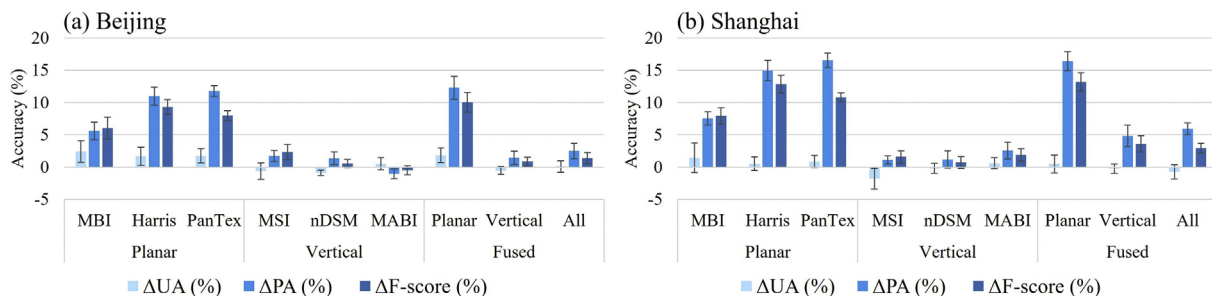 (a) Beijing
Accuracy (%)
20
15
10
5
0
-5
MBI Harris PanTex MSI nDSM MABI Planar Vertical All
Planar Vertical Fused
ΔUA (%) ΔPA (%) ΔF-score (%)
(b) Shanghai
Accuracy (%)
20
15
10
5
0
-5
MBI Harris PanTex MSI nDSM MABI Planar Vertical All
Planar Vertical Fused
ΔUA (%) ΔPA (%) ΔF-score (%)